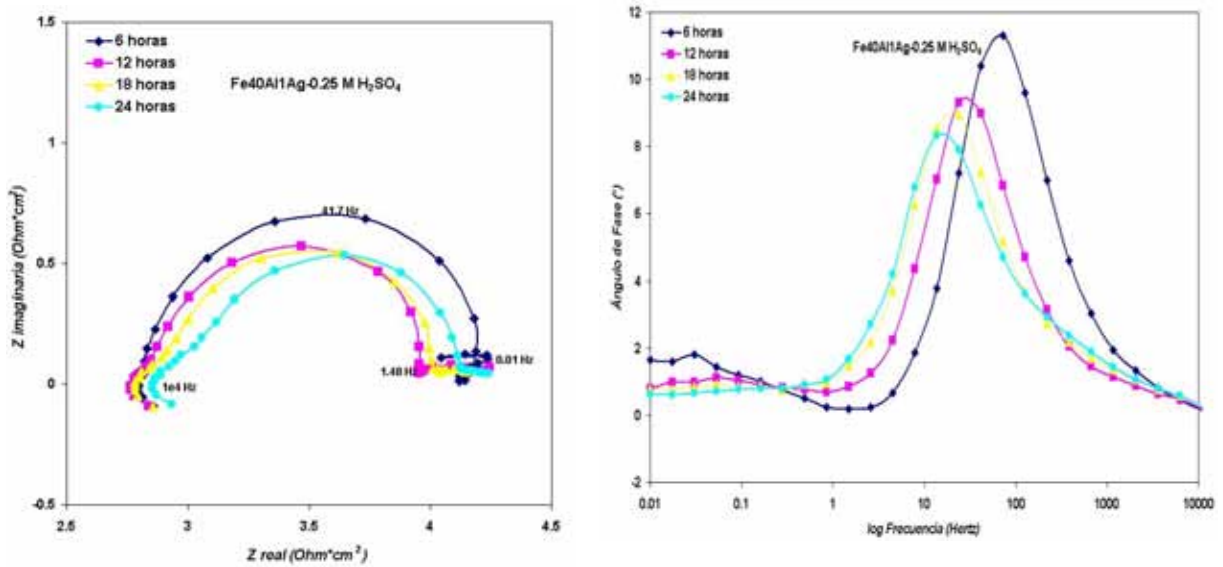 1.5
1
0.5
0
-0.5
2.5
3
3.5
4
4.5
Z imaginaria (Ohm*cm²)
Z real (Ohm*cm²)
6 horas
12 horas
18 horas
24 horas
Fe40Al1Ag-0.25 M H₂SO₄
41.7 Hz
1e4 Hz
1.48 Hz
0.01 Hz
12
10
8
6
4
2
0
-2
0.01
0.1
1
10
100
1000
10000
Ángulo de Fase (°)
log Frecuencia (Hertz)
6 horas
12 horas
18 horas
24 horas
Fe40Al1Ag-0.25 M H₂SO₄